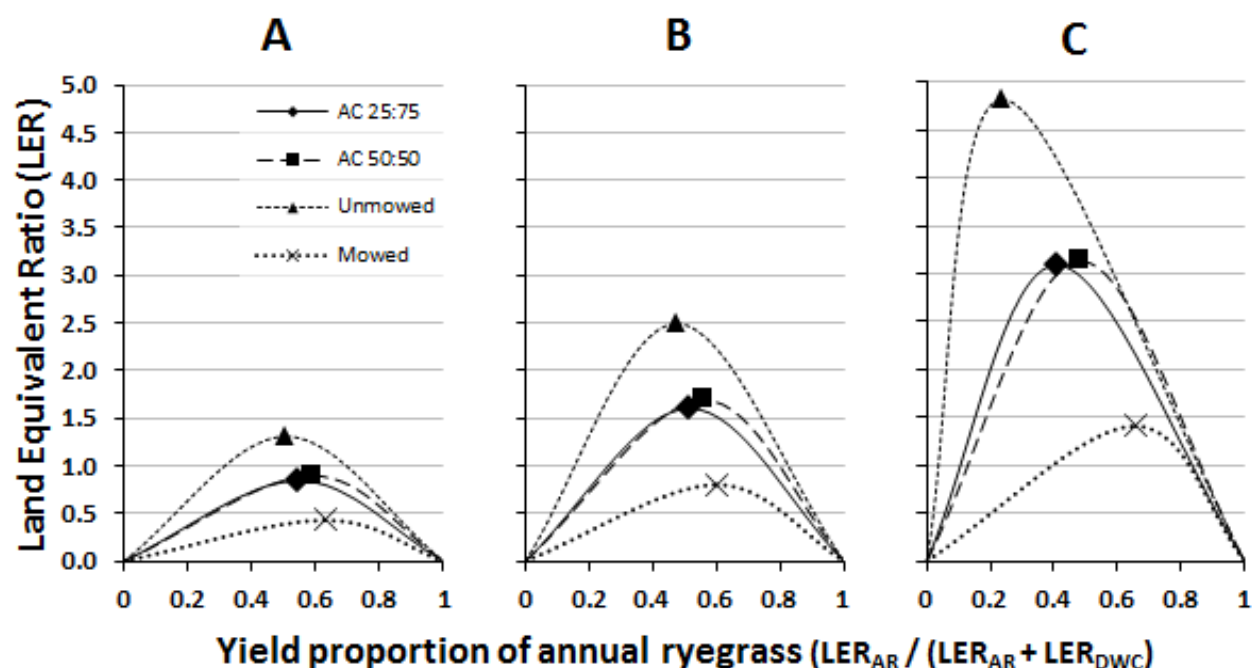 A
B
C
Land Equivalent Ratio (LER)
5.0
4.5
4.0
3.5
3.0
2.5
2.0
1.5
1.0
0.5
0.0
AC 25:75
AC 50:50
Unmowed
Mowed
0 0.2 0.4 0.6 0.8 1
0 0.2 0.4 0.6 0.8 1
0 0.2 0.4 0.6 0.8 1
Yield proportion of annual ryegrass (LERAR / (LERAR + LERDWC)